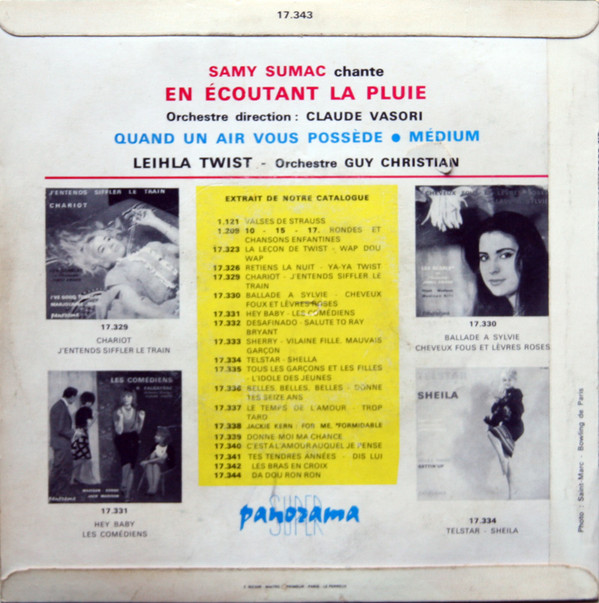 17.343
SAMY SUMAC chante
EN ÉCOUTANT LA PLUIE
Orchestre direction : CLAUDE VASORI
QUAND UN AIR VOUS POSSÈDE ● MÉDIUM
LEIHLA TWIST - Orchestre GUY CHRISTIAN
J'ENTENDS SIFFLER LE TRAIN
CHARIOT
17.329
CHARIOT
J'ENTENDS SIFFLER LE TRAIN
LES COMÉDIENS
17.331
HEY BABY
LES COMÉDIENS
EXTRAIT DE NOTRE CATALOGUE
1.121 VALSES DE STRAUSS
1.209 10 - 15 - 17. RONDES ET
CHANSONS ENFANTINES
17.323 LA LEÇON DE TWIST - WAP DOU
WAP
17.326 RETIENS LA NUIT - YA-YA TWIST
17.329 CHARIOT - J'ENTENDS SIFFLER LE
TRAIN
17.330 BALLADE A SYLVIE - CHEVEUX
FOUX ET LÈVRES ROSES
17.331 HEY BABY - LES COMÉDIENS
17.332 DESAFINADO - SALUTE TO RAY
BRYANT
17.333 SHERRY - VILAINE FILLE, MAUVAIS
GARÇON
17.334 TELSTAR - SHELLA
17.335 TOUS LES GARÇONS ET LES FILLES
- L'IDOLE DES JEUNES
17.336 BELLES, BELLES, BELLES - DONNE
TES SEIZE ANS
17.337 LE TEMPS DE L'AMOUR - TROP
TARD
17.338 JACKIE KERN : FOR ME, "FORMIDABLE
17.339 DONNE-MOI MA CHANCE
17.340 C'EST A L'AMOUR AUQUEL JE PENSE
17.341 TES TENDRES ANNÉES - DIS LUI
17.342 LES BRAS EN CROIX
17.344 DA DOU RON RON
SUPER
panorama
17.330
BALLADE A SYLVIE
CHEVEUX FOUS ET LÈVRES ROSES
TELSTAR
SHEILA
17.334
TELSTAR - SHEILA
Photo : Saint-Marc - Bowling de Paris